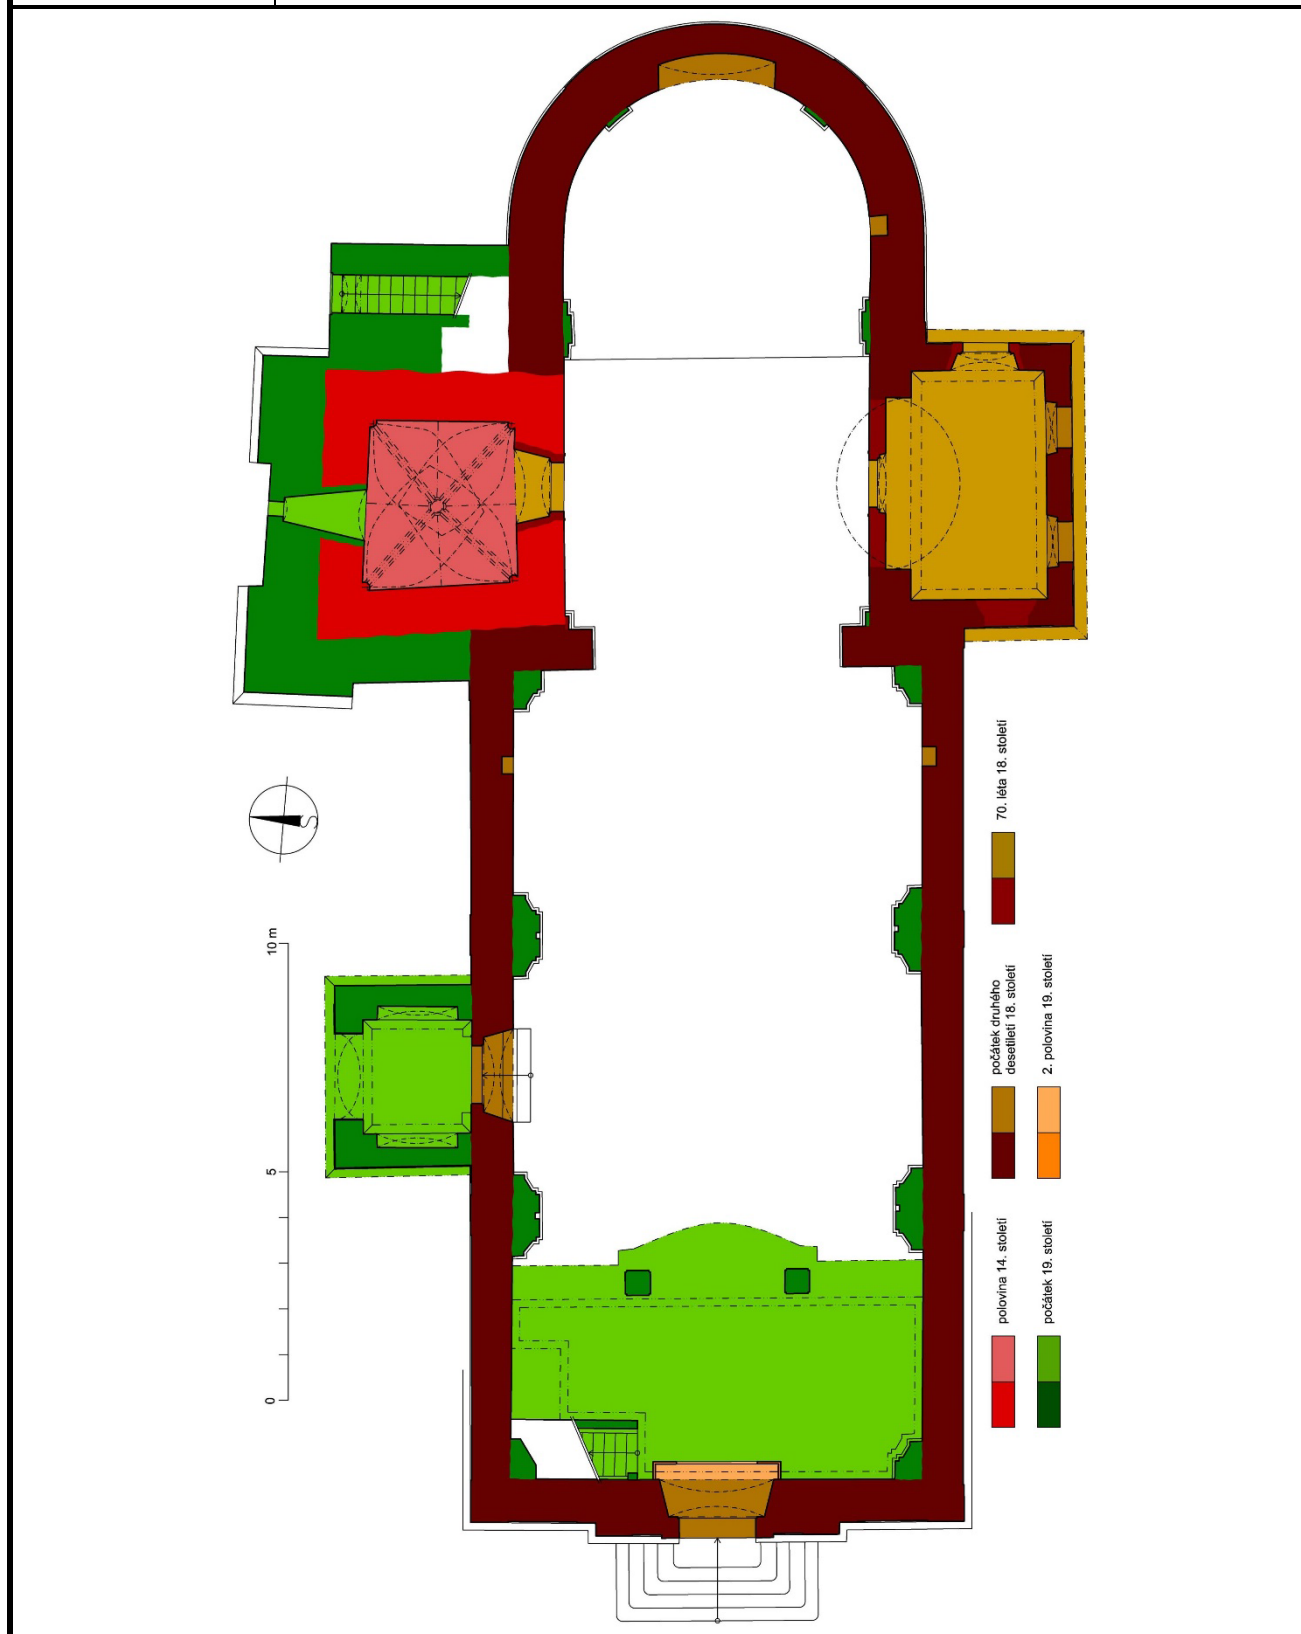 S
0
5
10 m
polovina 14. století
počátek 19. století
počátek druhého
desetiletí 18. století
2. polovina 19. století
70. léta 18. století